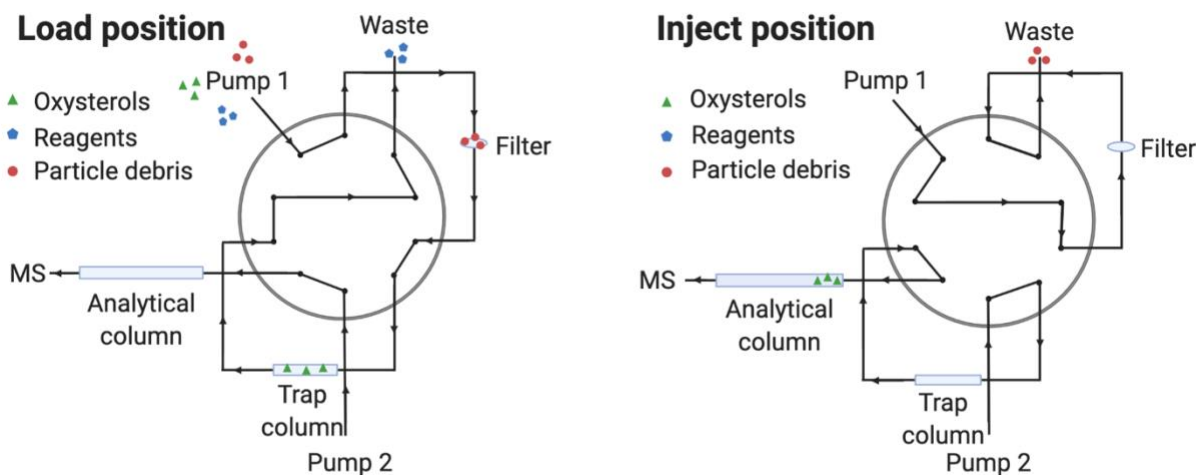 Load position
Waste
Pump 1
Oxysterols
Reagents
Particle debris
Filter
MS
Analytical
column
Trap
column
Pump 2
Inject position
Waste
Pump 1
Oxysterols
Reagents
Particle debris
Filter
MS
Analytical
column
Trap
column
Pump 2